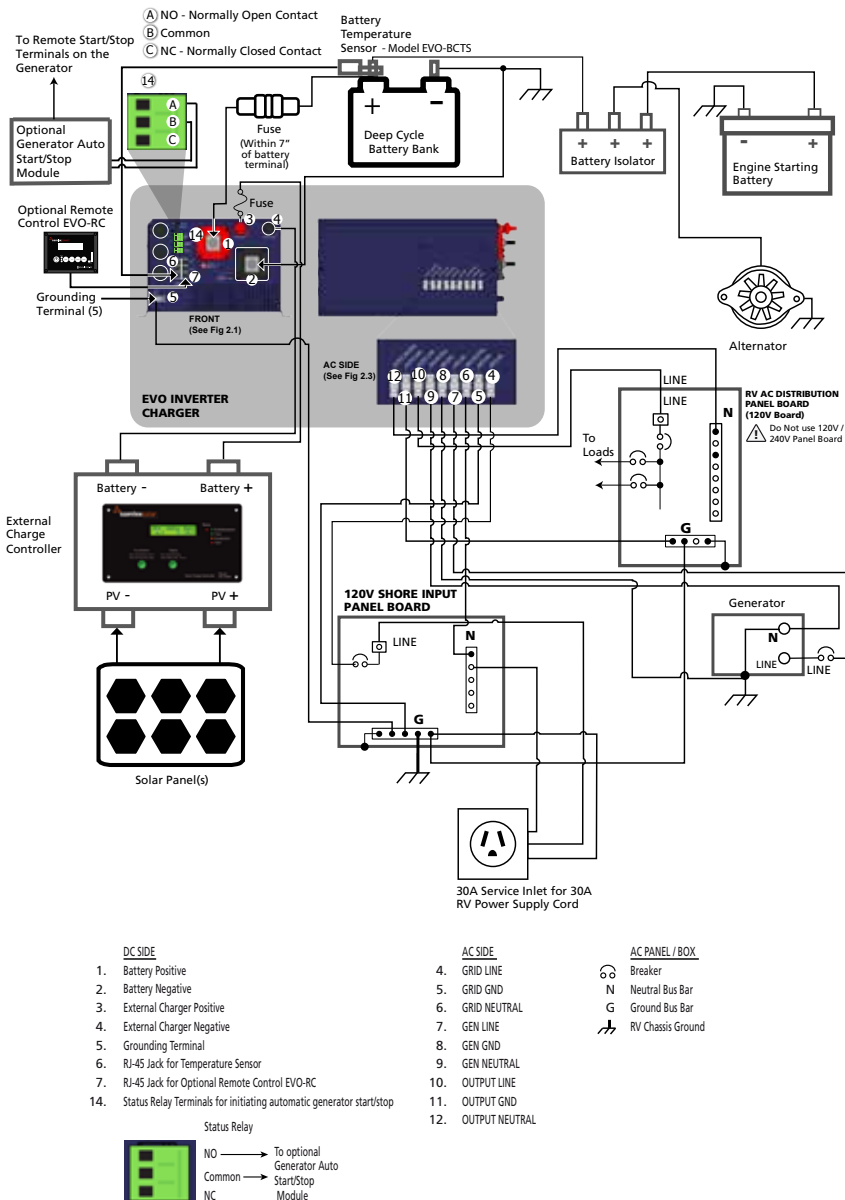 A NO - Normally Open Contact
B Common
C NC - Normally Closed Contact
To Remote Start/Stop
Terminals on the
Generator
Battery
Temperature
Sensor - Model EVO-BCTS
14
A
B
C
Optional
Generator Auto
Start/Stop
Module
Fuse
(Within 7"
of battery
terminal)
+ -
Deep Cycle
Battery Bank
+ + +
Battery Isolator
- +
Engine Starting
Battery
Alternator
Optional Remote
Control EVO-RC
Grounding
Terminal (5)
Fuse
3
4
14
1
6
2
7
5
FRONT
(See Fig 2.1)
AC SIDE
(See Fig 2.3)
12 10 8 6 4
11 9 7 5
EVO INVERTER
CHARGER
LINE
LINE
N
To
Loads
G
RV AC DISTRIBUTION
PANEL BOARD
(120V Board)
Do Not use 120V /
240V Panel Board
Battery - Battery +
External
Charge
Controller
PV - PV +
Solar Panel(s)
120V SHORE INPUT
PANEL BOARD
LINE
N
G
Generator
N
LINE
LINE
30A Service Inlet for 30A
RV Power Supply Cord
DC SIDE
1. Battery Positive
2. Battery Negative
3. External Charger Positive
4. External Charger Negative
5. Grounding Terminal
6. RJ-45 Jack for Temperature Sensor
7. RJ-45 Jack for Optional Remote Control EVO-RC
14. Status Relay Terminals for initiating automatic generator start/stop
AC SIDE
4. GRID LINE
5. GRID GND
6. GRID NEUTRAL
7. GEN LINE
8. GEN GND
9. GEN NEUTRAL
10. OUTPUT LINE
11. OUTPUT GND
12. OUTPUT NEUTRAL
AC PANEL / BOX
Breaker
N Neutral Bus Bar
G Ground Bus Bar
RV Chassis Ground
Status Relay
NO
Common
NC
To optional
Generator Auto
Start/Stop
Module